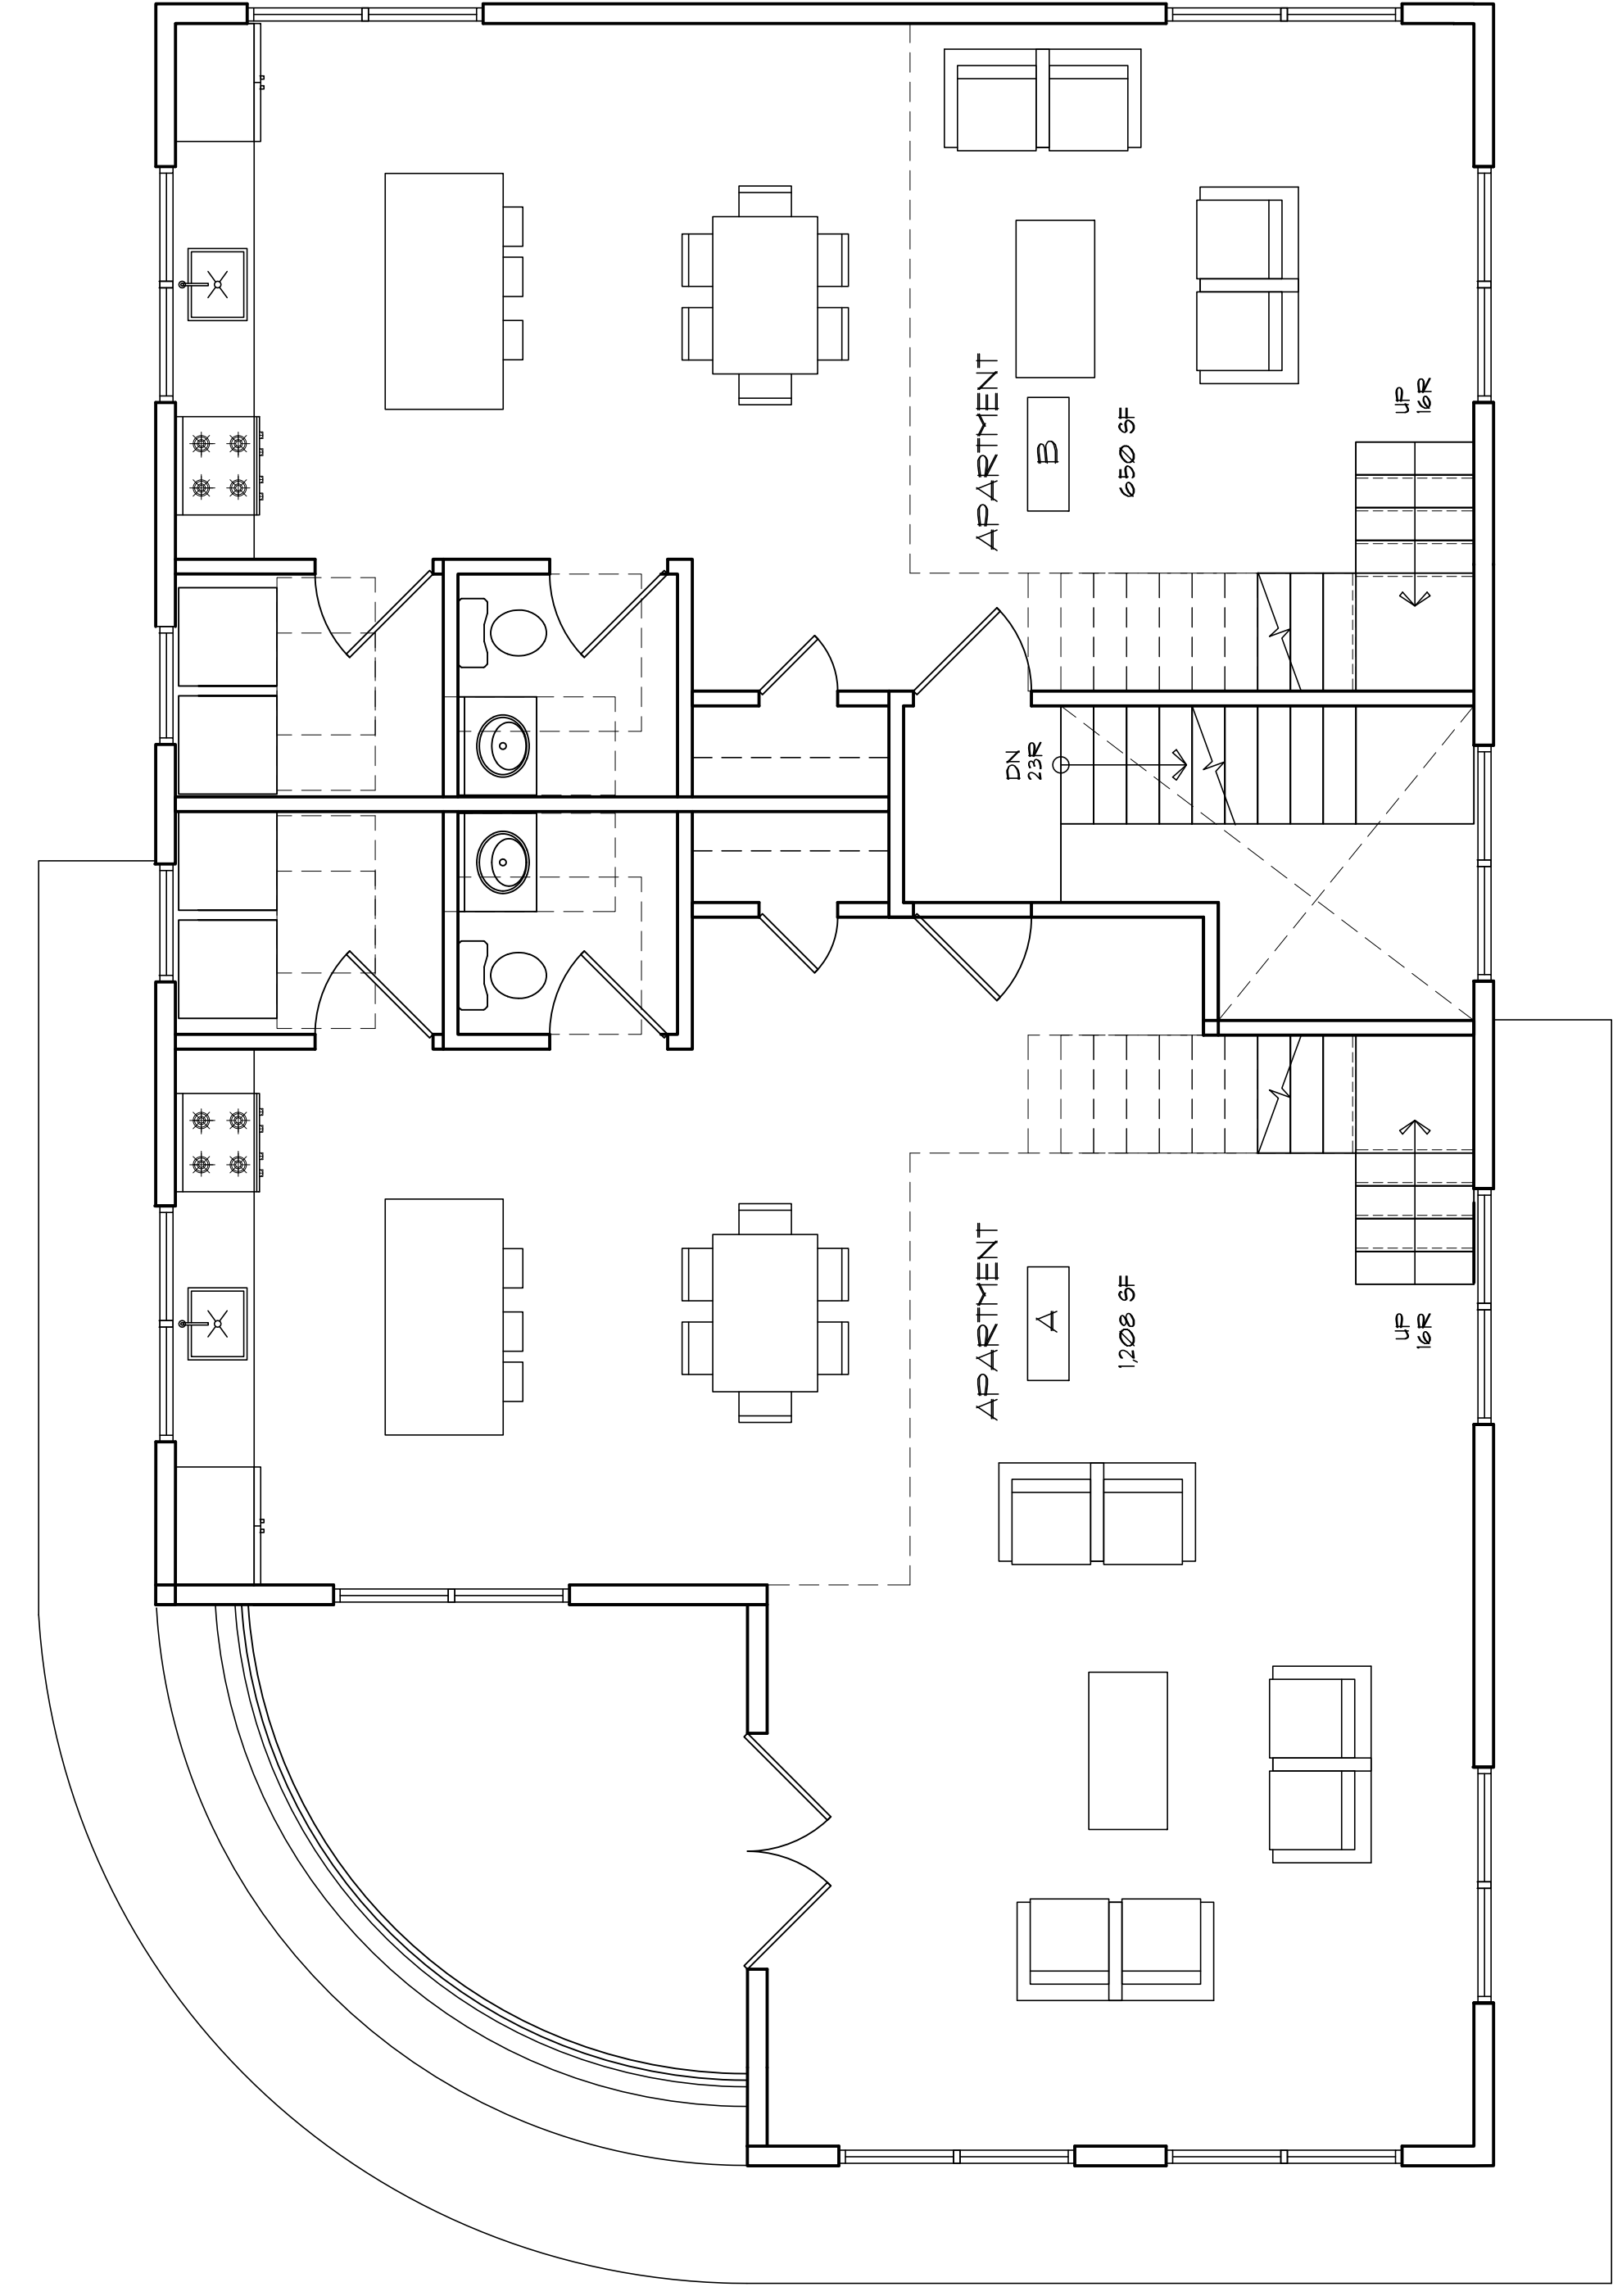 APARTMENT
B
650 SF
UP
16R
DN
23R
APARTMENT
A
1,208 SF
UP
16R